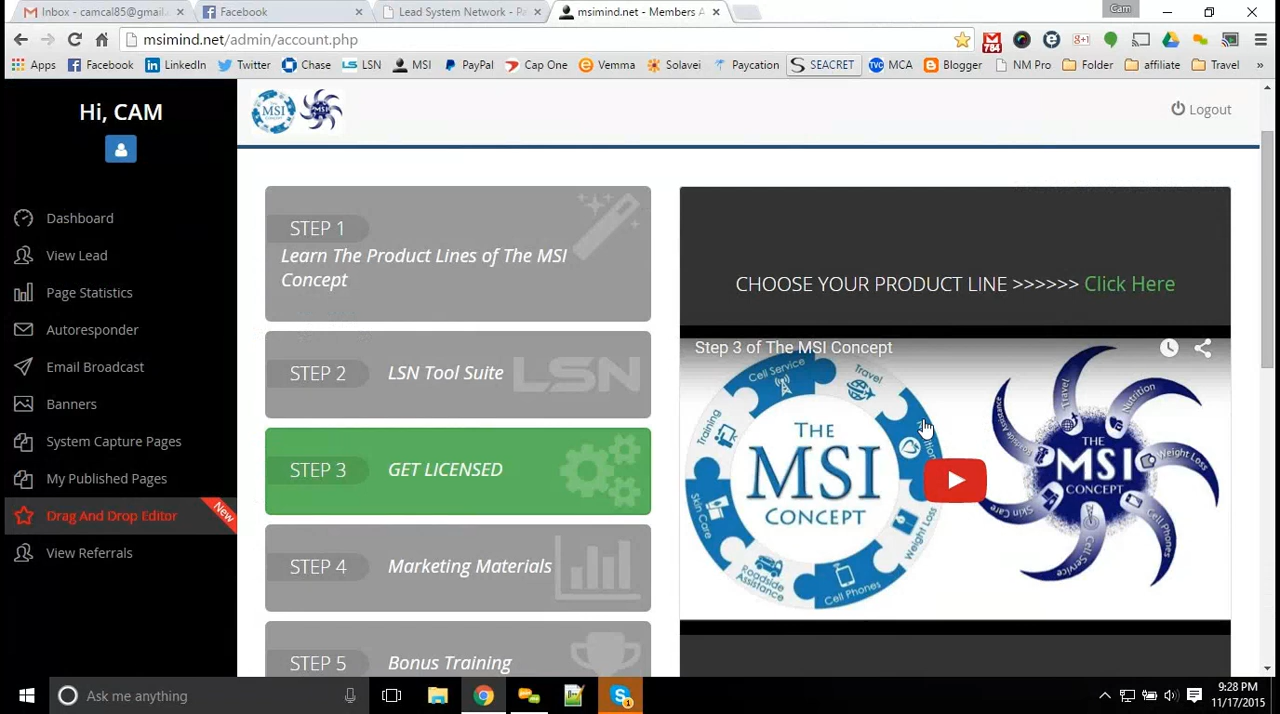 Inbox - camcal85@gmail.
Facebook
Lead System Network - Pa
msimind.net - Members A
Cam
msimind.net/admin/account.php
784
g+1
Apps
Facebook
LinkedIn
Twitter
Chase
LSN
MSI
PayPal
Cap One
Vemma
Solavei
Paycation
SEACRET
MCA
Blogger
NM Pro
Folder
affiliate
Travel
»
Hi, CAM
THE MSI CONCEPT
Logout
Dashboard
View Lead
Page Statistics
Autoresponder
Email Broadcast
Banners
System Capture Pages
My Published Pages
Drag And Drop Editor
New
View Referrals
STEP 1
Learn The Product Lines of The MSI
Concept
STEP 2 LSN Tool Suite LSN
STEP 3 GET LICENSED
STEP 4 Marketing Materials
STEP 5 Bonus Training
CHOOSE YOUR PRODUCT LINE >>>>>> Click Here
Step 3 of The MSI Concept
Cell Service
Travel
Weight Loss
Cell Phones
Roadside
Assistance
Skin Care
Training
THE
MSI
CONCEPT
Travel
Nutrition
Weight Loss
Cell Phones
Cell Service
Skin Care
Roadside Assistance
THE
MSI
CONCEPT
Ask me anything
1
9:28 PM
11/17/2015